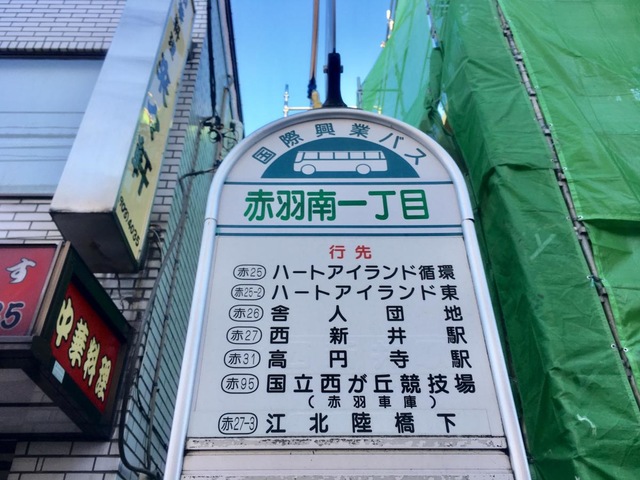 国際興業バス
赤羽南一丁目
行先
赤25 ハートアイランド循環
赤25-2 ハートアイランド東
赤26 舎人団地
赤27 西新井駅
赤31 高円寺駅
赤95 国立西が丘競技場
(赤羽車庫)
赤27-3 江北陸橋下
中華料理
す
35
軒